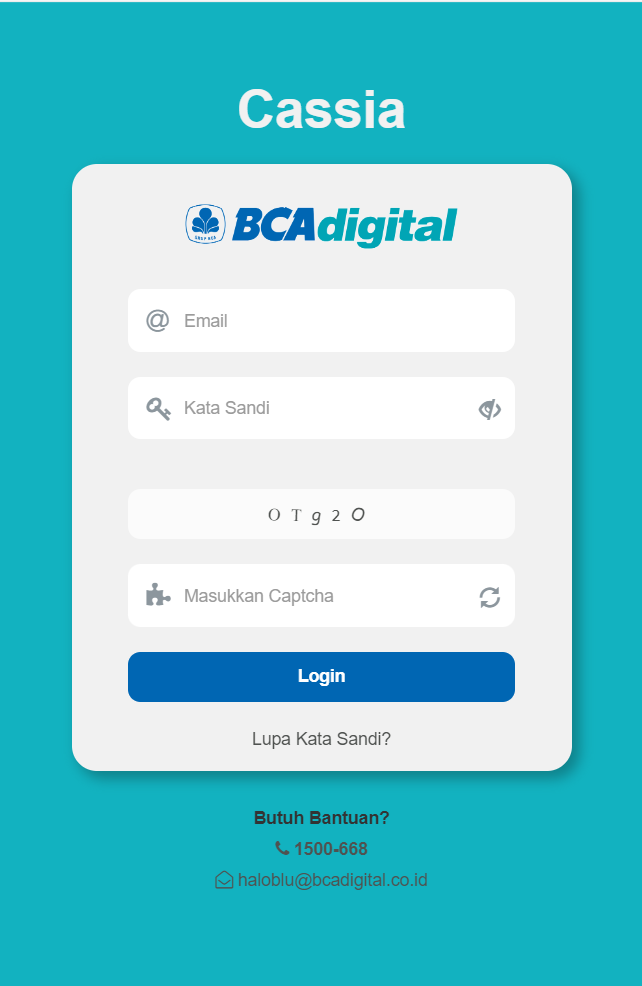 Cassia
GRUP BCA
BCAdigital
@ Email
Kata Sandi
O T g 2 O
Masukkan Captcha
Login
Lupa Kata Sandi?
Butuh Bantuan?
1500-668
haloblu@bcadigital.co.id